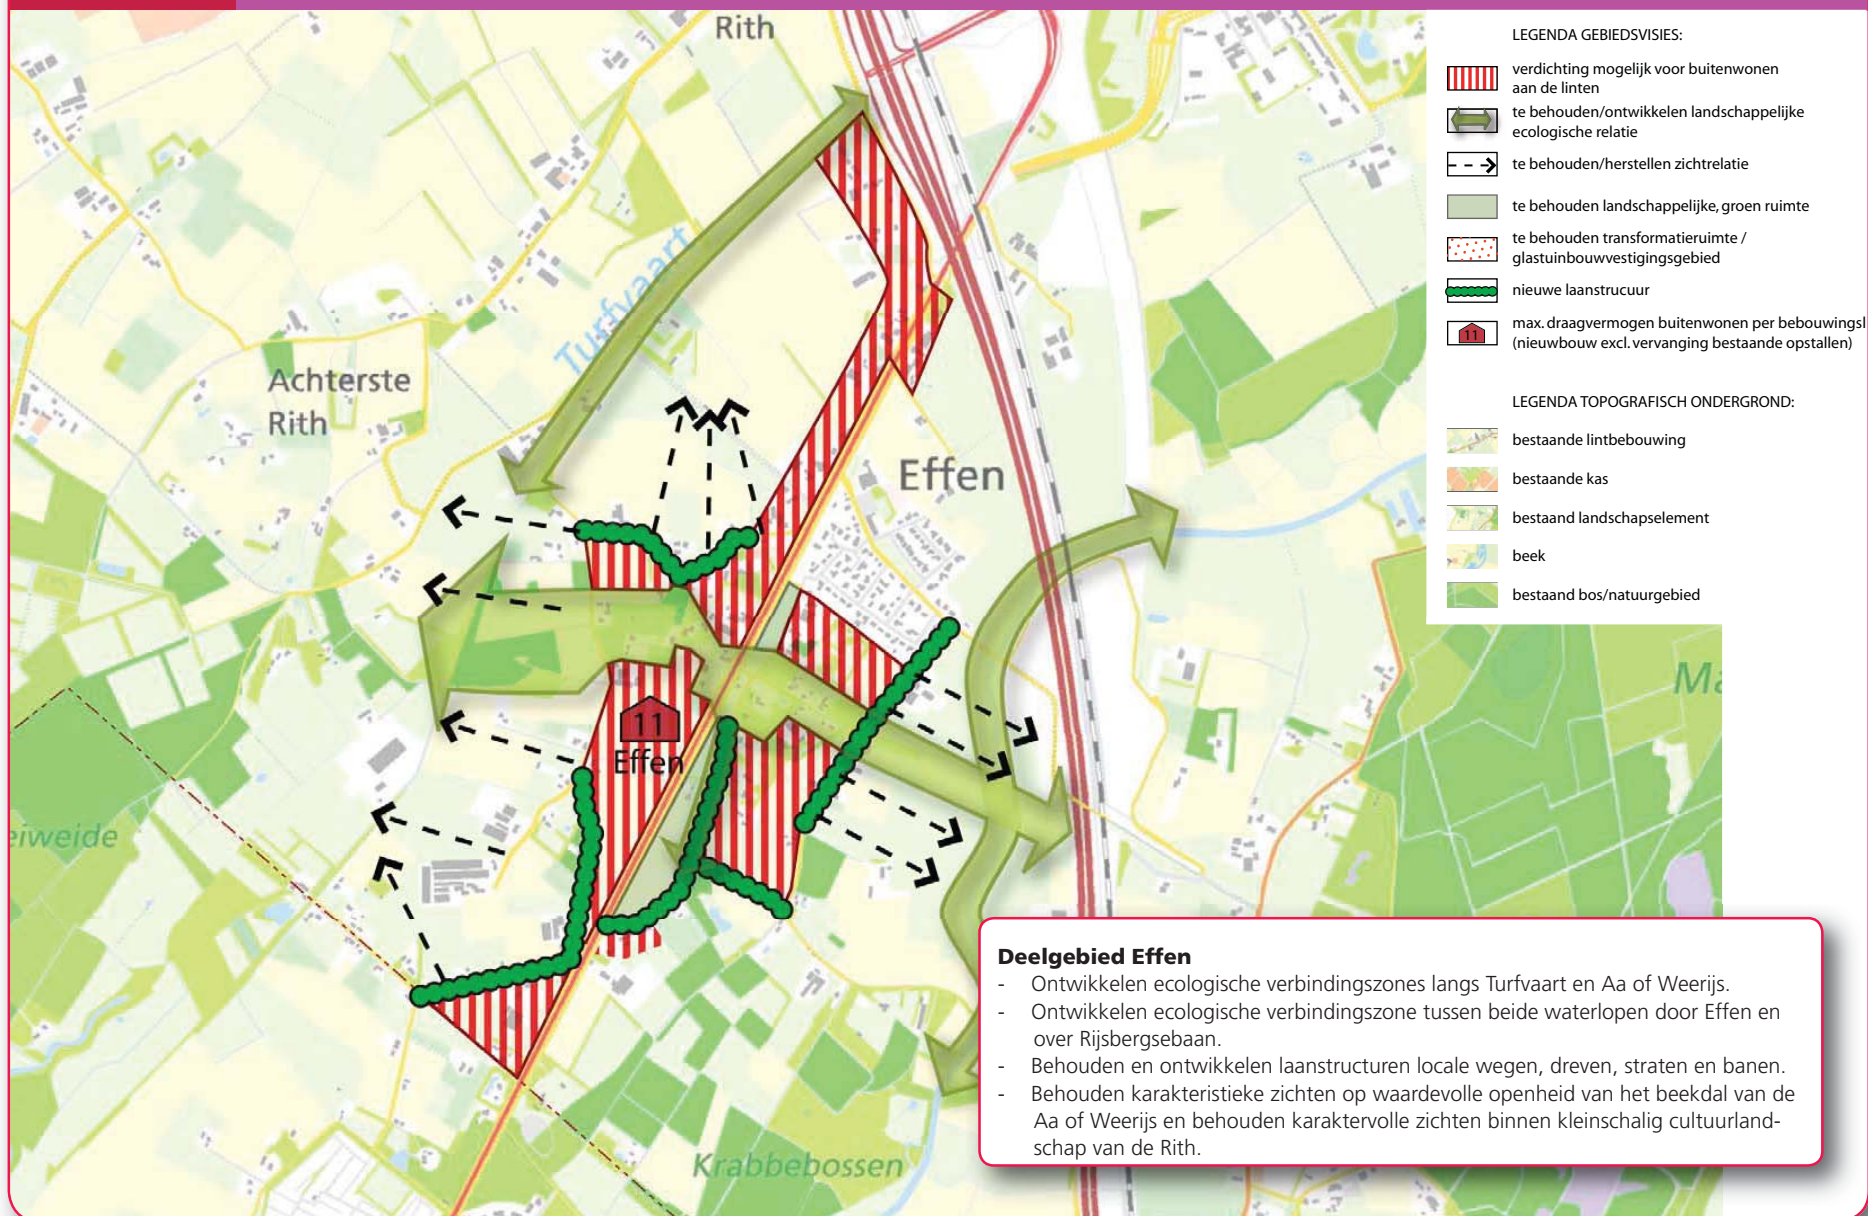 Rith
Turfvaart
Achterste
Rith
Effen
11
Effen
Krabbebossen
LEGENDA GEBIEDSVISIES:
verdichting mogelijk voor buitenwonen
aan de linten
te behouden/ontwikkelen landschappelijke
ecologische relatie
te behouden/herstellen zichtrelatie
te behouden landschappelijke, groen ruimte
te behouden transformatieruimte /
glastuinbouwvestigingsgebied
nieuwe laanstrucuur
11
max. draagvermogen buitenwonen per bebouwingsl
(nieuwbouw excl. vervanging bestaande opstallen)
LEGENDA TOPOGRAFISCH ONDERGROND:
bestaande lintbebouwing
bestaande kas
bestaand landschapselement
beek
bestaand bos/natuurgebied
Ma
eiweide
Deelgebied Effen
- Ontwikkelen ecologische verbindingszones langs Turfvaart en Aa of Weerijs.
- Ontwikkelen ecologische verbindingszone tussen beide waterlopen door Effen en
over Rijsbergsebaan.
- Behouden en ontwikkelen laanstructuren locale wegen, dreven, straten en banen.
- Behouden karakteristieke zichten op waardevolle openheid van het beekdal van de
Aa of Weerijs en behouden karaktervolle zichten binnen kleinschalig cultuurland-
schap van de Rith.